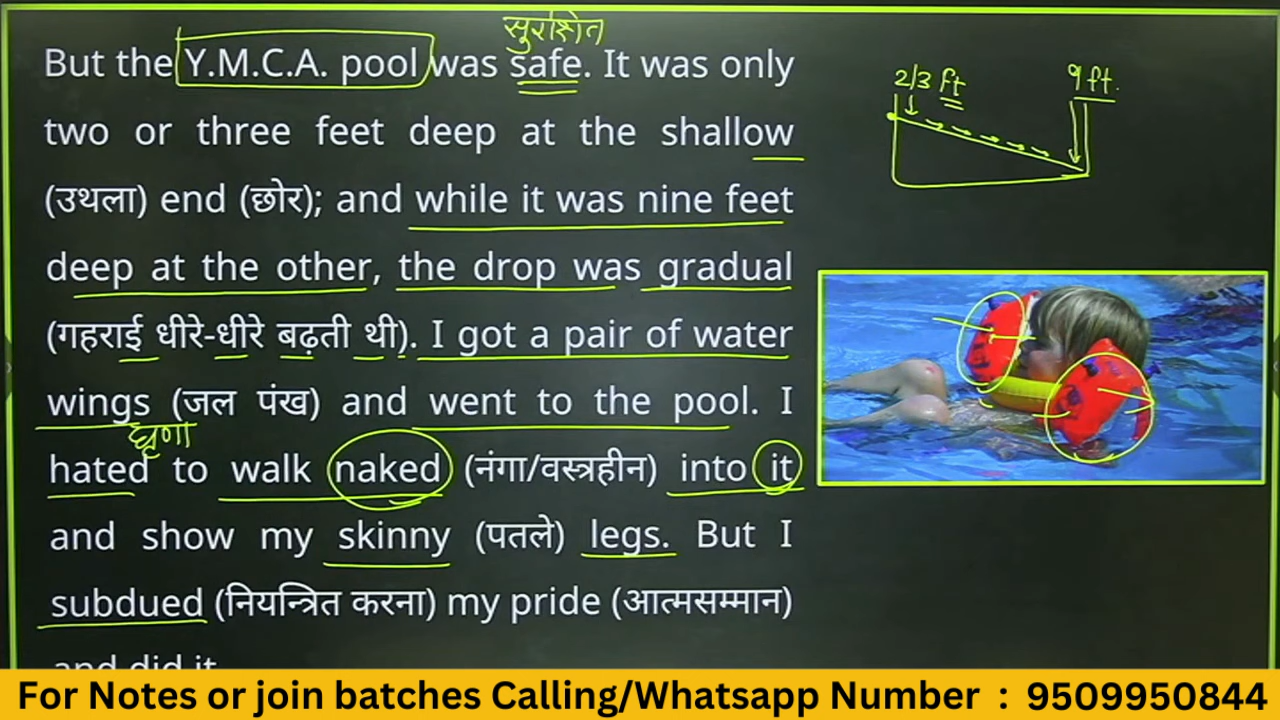 सुरक्षित
But the Y.M.C.A. pool was safe. It was only
two or three feet deep at the shallow
(उथला) end (छोर); and while it was nine feet
deep at the other, the drop was gradual
(गहराई धीरे-धीरे बढ़ती थी). I got a pair of water
wings (जल पंख) and went to the pool. I
घृणा
hated to walk naked (नंगा/वस्त्रहीन) into it
and show my skinny (पतले) legs. But I
subdued (नियन्त्रित करना) my pride (आत्मसम्मान)
and did it
2/3 ft
9 ft.
For Notes or join batches Calling/Whatsapp Number : 9509950844